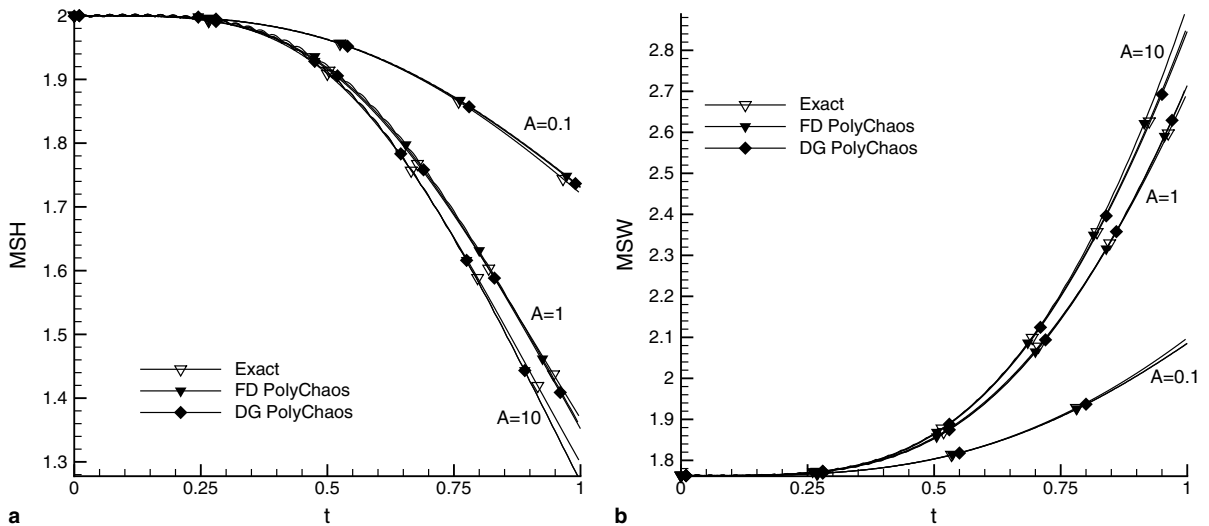 MSH
2
1.9
1.8
1.7
1.6
1.5
1.4
1.3
0
0.25
0.5
0.75
1
t
A=0.1
A=1
A=10
Exact
FD PolyChaos
DG PolyChaos
a
MSW
2.8
2.7
2.6
2.5
2.4
2.3
2.2
2.1
2
1.9
1.8
0
0.25
0.5
0.75
1
t
A=10
A=1
A=0.1
Exact
FD PolyChaos
DG PolyChaos
b